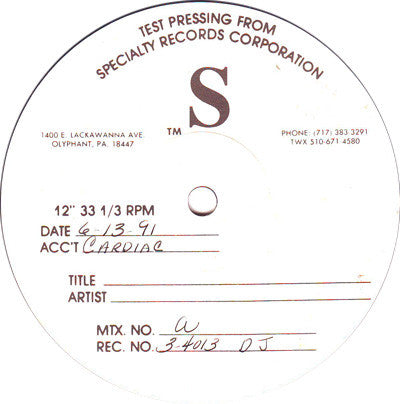 TEST PRESSING FROM
SPECIALTY RECORDS CORPORATION
S
TM
1400 E. LACKAWANNA AVE.
OLYPHANT, PA. 18447
PHONE: (717) 383 3291
TWX 510-671 4580
12" 33 1/3 RPM
DATE 6-13-91
ACC'T CARDIAC
TITLE
ARTIST
MTX. NO. A
REC. NO. 3-4013 DJ